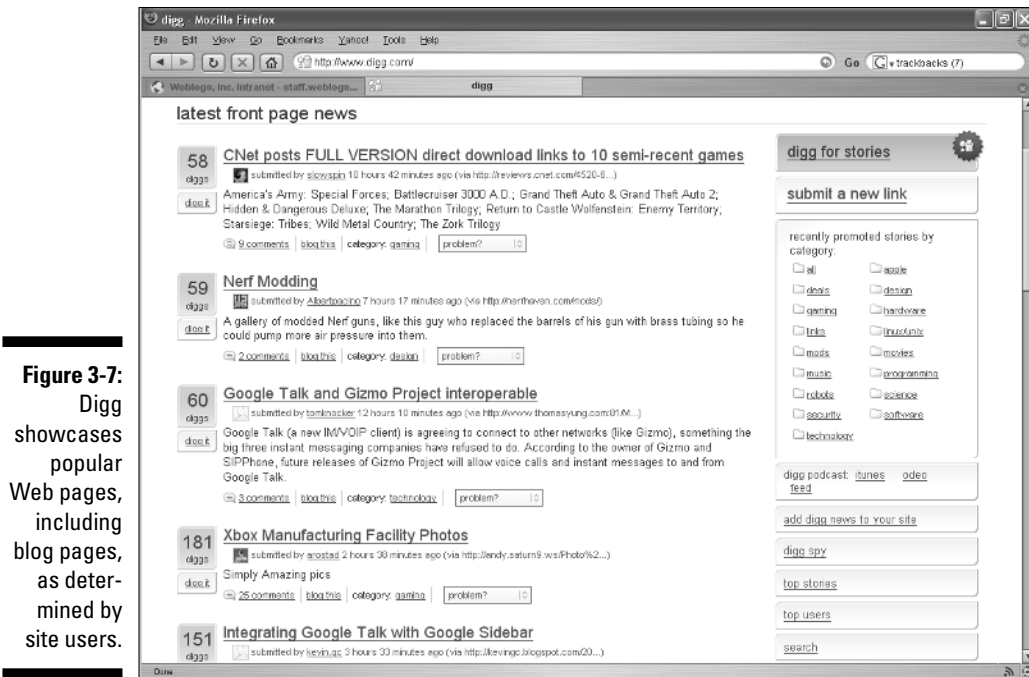 digg - Mozilla Firefox
File Edit View Go Bookmarks Yahoo! Tools Help
http://www.digg.com/ Go trackbacks (7)
Weblogs, Inc. Intranet - staff.weblogs... digg
latest front page news
58 diggs
digg it
CNet posts FULL VERSION direct download links to 10 semi-recent games
submitted by slowspin 10 hours 42 minutes ago (via http://reviews.cnet.com/4520-6...)
America's Army: Special Forces; Battlecruiser 3000 A.D.; Grand Theft Auto & Grand Theft Auto 2;
Hidden & Dangerous Deluxe; The Marathon Trilogy; Return to Castle Wolfenstein: Enemy Territory;
Starsiege: Tribes; Wild Metal Country; The Zork Trilogy
9 comments blog this category: gaming problem?
59 diggs
digg it
Nerf Modding
submitted by Albertpacino 7 hours 17 minutes ago (via http://nerfhaven.com/mods/)
A gallery of modded Nerf guns, like this guy who replaced the barrels of his gun with brass tubing so he
could pump more air pressure into them.
2 comments blog this category: design problem?
60 diggs
digg it
Google Talk and Gizmo Project interoperable
submitted by tomknocker 12 hours 10 minutes ago (via http://www.thomasyung.com/81/M...)
Google Talk (a new IM/VOIP client) is agreeing to connect to other networks (like Gizmo), something the
big three instant messaging companies have refused to do. According to the owner of Gizmo and
SIPPhone, future releases of Gizmo Project will allow voice calls and instant messages to and from
Google Talk.
3 comments blog this category: technology problem?
181 diggs
digg it
Xbox Manufacturing Facility Photos
submitted by arostad 2 hours 38 minutes ago (via http://andy.saturn9.ws/Photo%2...)
Simply Amazing pics
25 comments blog this category: gaming problem?
151 diggs
Integrating Google Talk with Google Sidebar
submitted by kevin.gc 3 hours 33 minutes ago (via http://kevingc.blogspot.com/20...)
digg for stories
submit a new link
recently promoted stories by
category:
all apple
deals design
gaming hardware
links linux/unix
mods movies
music programming
robots science
security software
technology
digg podcast: itunes odeo
feed
add digg news to your site
digg spy
top stories
top users
search
Done
Figure 3-7:
Digg
showcases
popular
Web pages,
including
blog pages,
as deter-
mined by
site users.